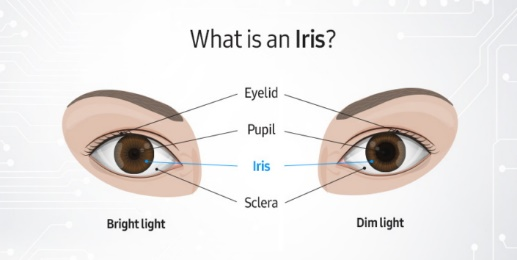 What is an Iris?
Eyelid
Pupil
Iris
Sclera
Bright light
Dim light